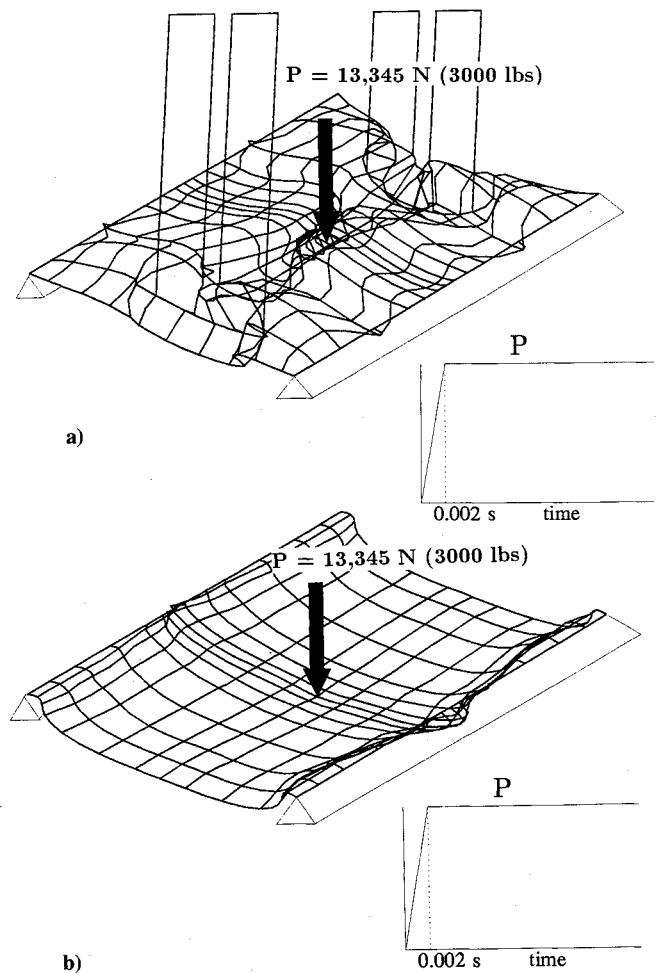 P = 13,345 N (3000 lbs)
P
0.002 s time
a)
P = 13,345 N (3000 lbs)
P
0.002 s time
b)